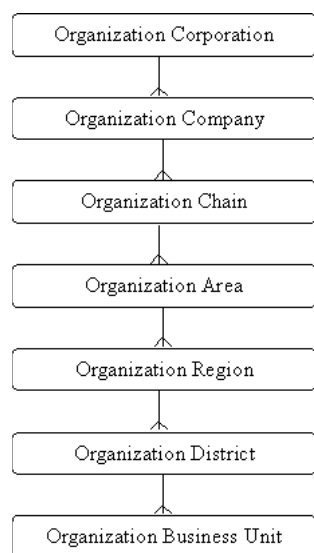 Organization Corporation
Organization Company
Organization Chain
Organization Area
Organization Region
Organization District
Organization Business Unit